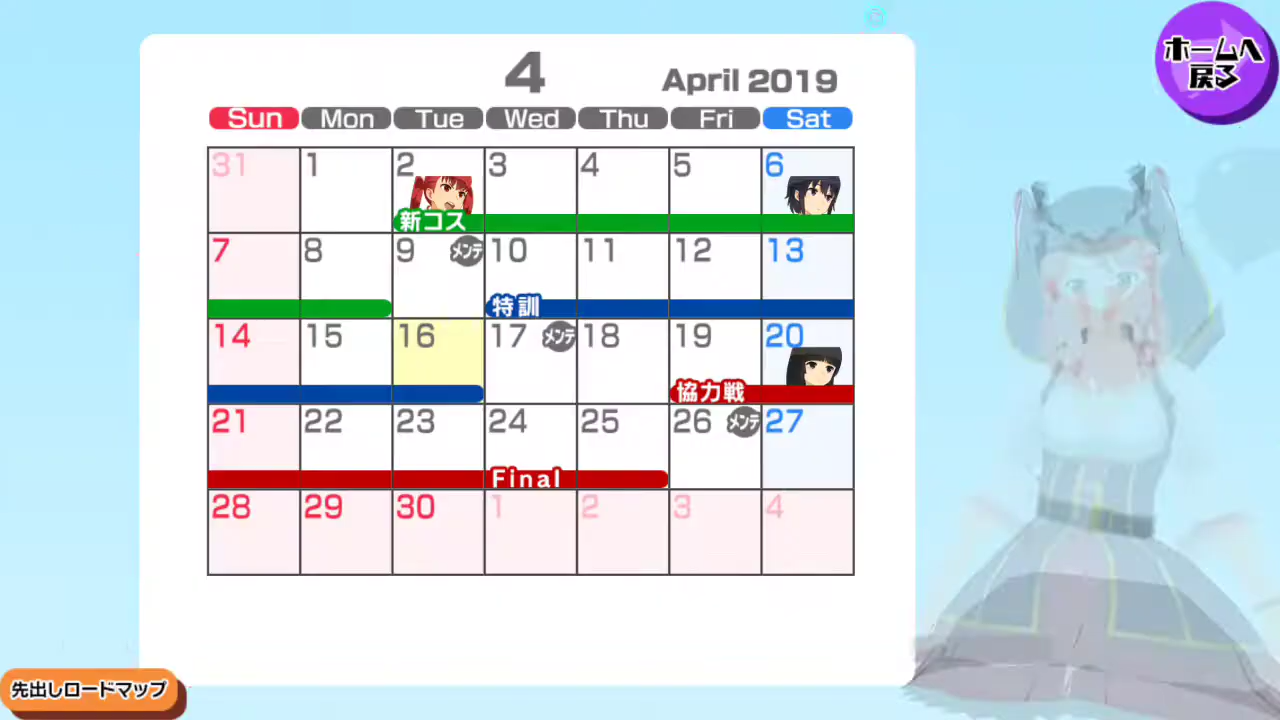 ホームへ
戻る
4
April 2019
Sun Mon Tue Wed Thu Fri Sat
31 1 2 3 4 5 6
新コス
7 8 9 メンテ 10 11 12 13
特訓
14 15 16 17 メンテ 18 19 20
協力戦
21 22 23 24 25 26 メンテ 27
Final
28 29 30 1 2 3 4
先出しロードマップ